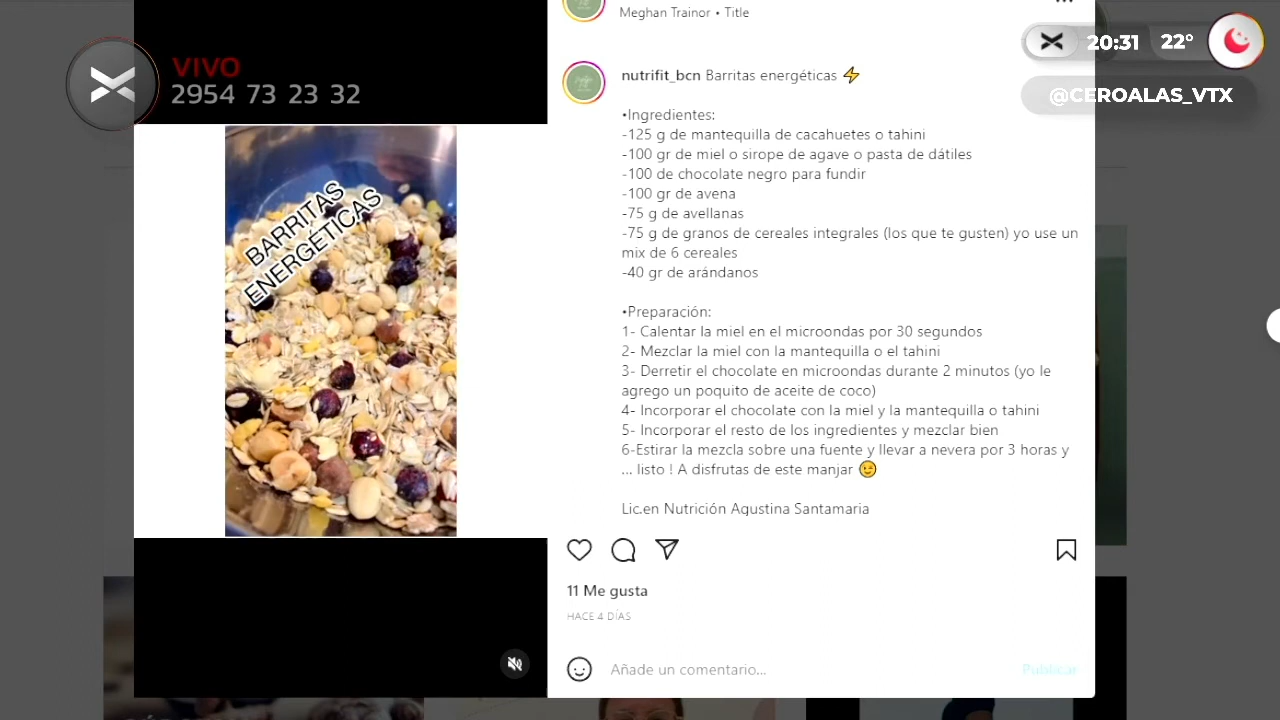 Meghan Trainor • Title
VIVO
2954 73 23 32
20:31 22°
@CEROALAS_VTX
BARRITAS
ENERGÉTICAS
nutrifit_bcn Barritas energéticas ⚡
•Ingredientes:
-125 g de mantequilla de cacahuetes o tahini
-100 gr de miel o sirope de agave o pasta de dátiles
-100 de chocolate negro para fundir
-100 gr de avena
-75 g de avellanas
-75 g de granos de cereales integrales (los que te gusten) yo use un
mix de 6 cereales
-40 gr de arándanos
•Preparación:
1- Calentar la miel en el microondas por 30 segundos
2- Mezclar la miel con la mantequilla o el tahini
3- Derretir el chocolate en microondas durante 2 minutos (yo le
agrego un poquito de aceite de coco)
4- Incorporar el chocolate con la miel y la mantequilla o tahini
5- Incorporar el resto de los ingredientes y mezclar bien
6-Estirar la mezcla sobre una fuente y llevar a nevera por 3 horas y
... listo ! A disfrutas de este manjar 😉
Lic.en Nutrición Agustina Santamaria
11 Me gusta
HACE 4 DÍAS
Añade un comentario...
Publicar